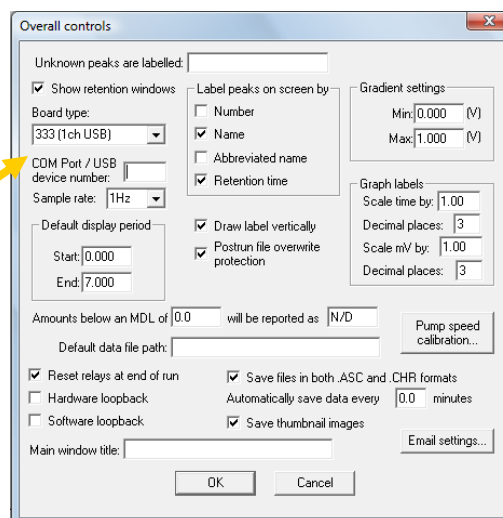 Overall controls
Unknown peaks are labelled:
Show retention windows
Board type:
333 (1ch USB)
COM Port / USB
device number:
Sample rate: 1Hz
Default display period
Start: 0.000
End: 7.000
Label peaks on screen by
Number
Name
Abbreviated name
Retention time
Draw label vertically
Postrun file overwrite
protection
Gradient settings
Min: 0.000 (V)
Max: 1.000 (V)
Graph labels
Scale time by: 1.00
Decimal places: 3
Scale mV by: 1.00
Decimal places: 3
Amounts below an MDL of 0.0 will be reported as N/D
Pump speed
calibration...
Default data file path:
Reset relays at end of run
Save files in both .ASC and .CHR formats
Hardware loopback
Automatically save data every 0.0 minutes
Software loopback
Save thumbnail images
Email settings...
Main window title:
OK
Cancel